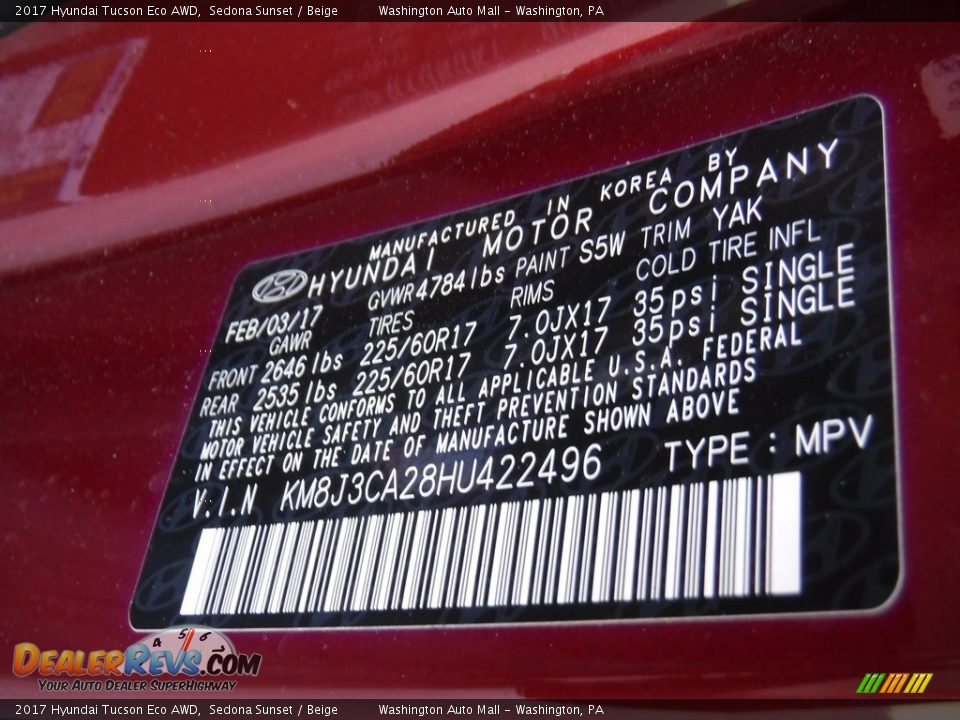 2017 Hyundai Tucson Eco AWD, Sedona Sunset / Beige Washington Auto Mall - Washington, PA
MANUFACTURED IN KOREA BY
HYUNDAI MOTOR COMPANY
FEB/03/17 GVWR 4784 lbs PAINT S5W TRIM YAK
GAWR TIRES RIMS COLD TIRE INFL
FRONT 2646 lbs 225/60R17 7.0JX17 35psi SINGLE
REAR 2535 lbs 225/60R17 7.0JX17 35psi SINGLE
THIS VEHICLE CONFORMS TO ALL APPLICABLE U.S.A. FEDERAL
MOTOR VEHICLE SAFETY AND THEFT PREVENTION STANDARDS
IN EFFECT ON THE DATE OF MANUFACTURE SHOWN ABOVE
V.I.N KM8J3CA28HU422496 TYPE : MPV
4 5 6
DEALERREVS.COM
YOUR AUTO DEALER SUPERHIGHWAY
2017 Hyundai Tucson Eco AWD, Sedona Sunset / Beige Washington Auto Mall - Washington, PA